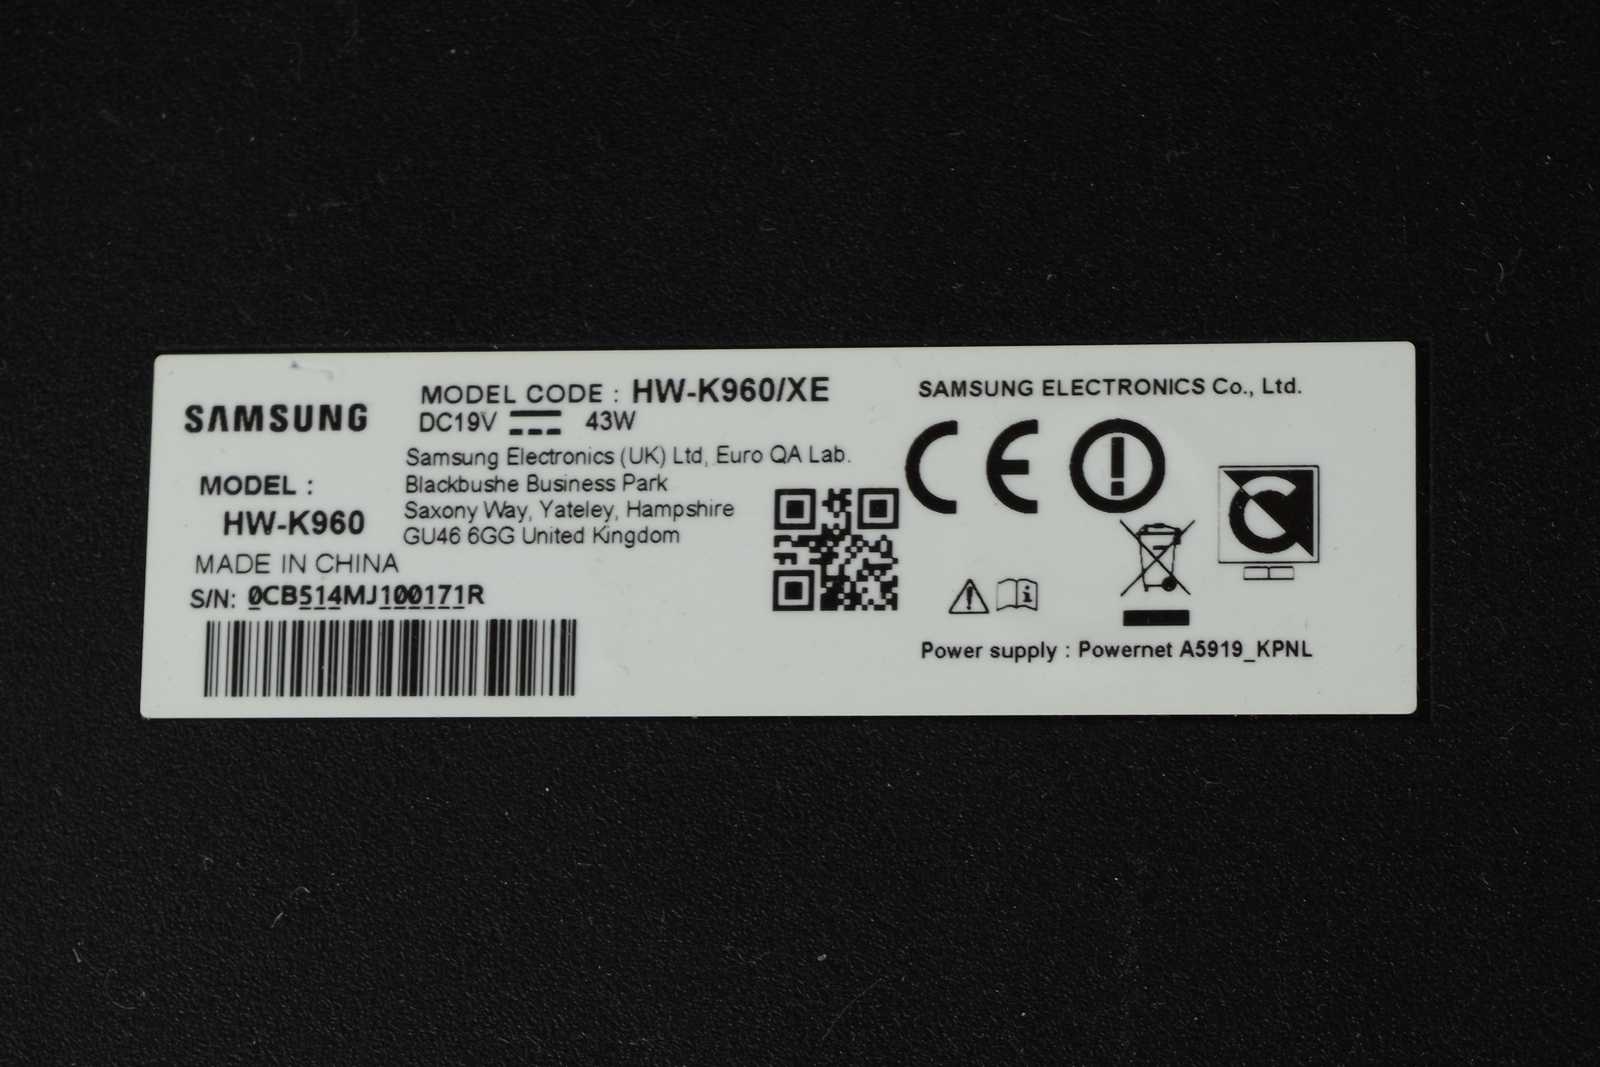 SAMSUNG
MODEL :
HW-K960
MADE IN CHINA
S/N: 0CB514MJ100171R
MODEL CODE : HW-K960/XE
DC19V 43W
Samsung Electronics (UK) Ltd, Euro QA Lab.
Blackbushe Business Park
Saxony Way, Yateley, Hampshire
GU46 6GG United Kingdom
SAMSUNG ELECTRONICS Co., Ltd.
CE
Power supply : Powernet A5919_KPNL